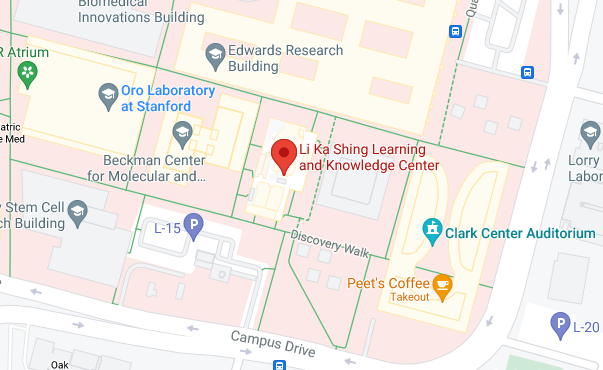 Biomedical
Innovations Building
Qua
R Atrium
Edwards Research
Building
Oro Laboratory
at Stanford
atric
e Med
Li Ka Shing Learning
and Knowledge Center
Lorry
Labor
Beckman Center
for Molecular and...
y Stem Cell
ch Building
L-15
P
Discovery-Walk
Clark Center Auditorium
Peet's Coffee
Takeout
P
L-20
Campus Drive
Oak